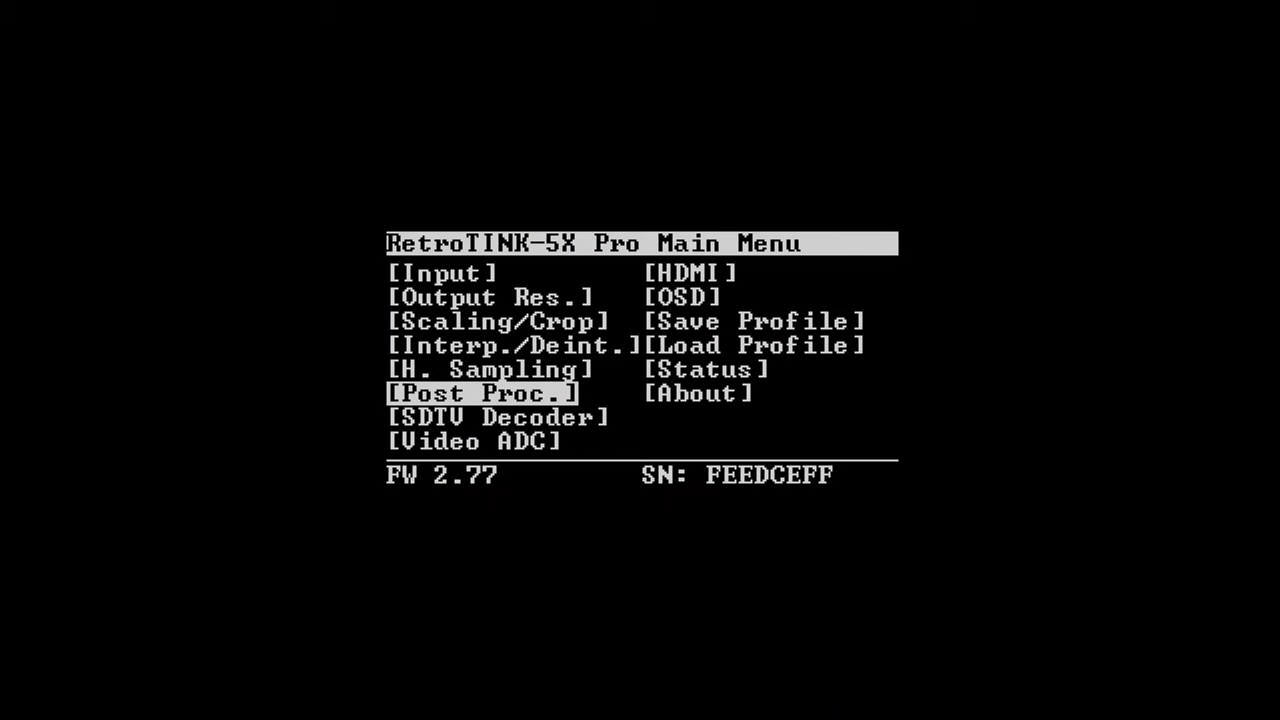 RetroTINK-5X Pro Main Menu
[Input] [HDMI]
[Output Res.] [OSD]
[Scaling/Crop] [Save Profile]
[Interp./Deint.][Load Profile]
[H. Sampling] [Status]
[Post Proc.] [About]
[SDTV Decoder]
[Video ADC]
FW 2.77 SN: FEEDCEFF